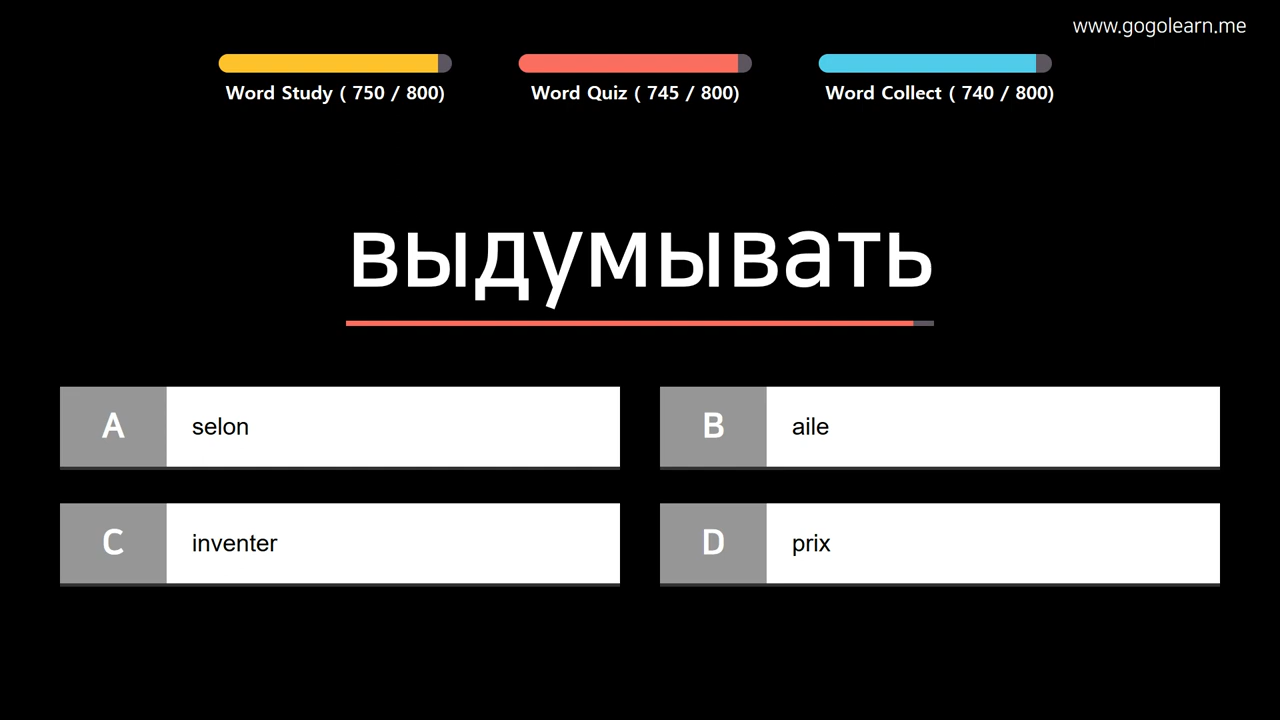 www.gogolearn.me
Word Study ( 750 / 800)
Word Quiz ( 745 / 800)
Word Collect ( 740 / 800)
выдумывать
A selon
B aile
C inventer
D prix